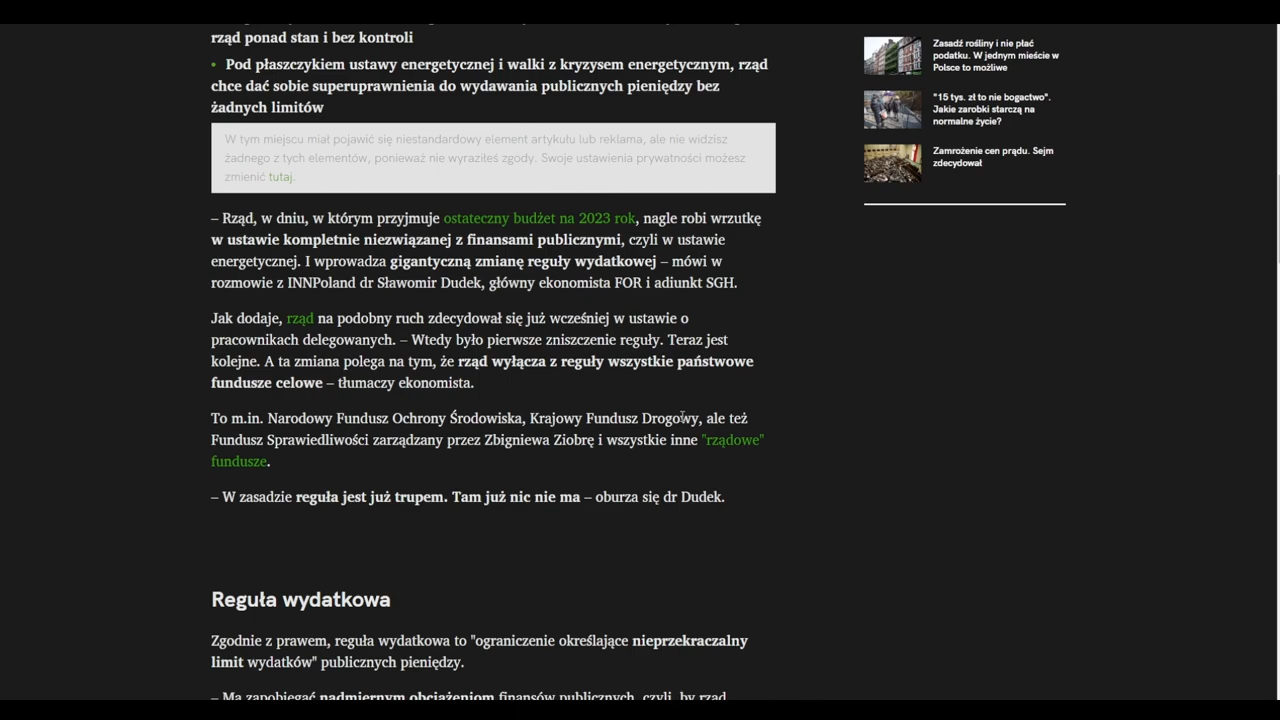 rząd ponad stan i bez kontroli
• Pod płaszczykiem ustawy energetycznej i walki z kryzysem energetycznym, rząd
chce dać sobie superuprawnienia do wydawania publicznych pieniędzy bez
żadnych limitów
W tym miejscu miał pojawić się niestandardowy element artykułu lub reklama, ale nie widzisz
żadnego z tych elementów, ponieważ nie wyraziłeś zgody. Swoje ustawienia prywatności możesz
zmienić tutaj.
– Rząd, w dniu, w którym przyjmuje ostateczny budżet na 2023 rok, nagle robi wrzutkę
w ustawie kompletnie niezwiązanej z finansami publicznymi, czyli w ustawie
energetycznej. I wprowadza gigantyczną zmianę reguły wydatkowej – mówi w
rozmowie z INNPoland dr Sławomir Dudek, główny ekonomista FOR i adiunkt SGH.
Jak dodaje, rząd na podobny ruch zdecydował się już wcześniej w ustawie o
pracownikach delegowanych. – Wtedy było pierwsze zniszczenie reguły. Teraz jest
kolejne. A ta zmiana polega na tym, że rząd wyłącza z reguły wszystkie państwowe
fundusze celowe – tłumaczy ekonomista.
To m.in. Narodowy Fundusz Ochrony Środowiska, Krajowy Fundusz Drogowy, ale też
Fundusz Sprawiedliwości zarządzany przez Zbigniewa Ziobrę i wszystkie inne "rządowe"
fundusze.
– W zasadzie reguła jest już trupem. Tam już nic nie ma – oburza się dr Dudek.
Reguła wydatkowa
Zgodnie z prawem, reguła wydatkowa to "ograniczenie określające nieprzekraczalny
limit wydatków" publicznych pieniędzy.
– Ma zapobiegać nadmiernym obciążeniom finansów publicznych, czyli, by rząd
Zasadź rośliny i nie płać
podatku. W jednym mieście w
Polsce to możliwe
"15 tys. zł to nie bogactwo".
Jakie zarobki starczą na
normalne życie?
Zamrożenie cen prądu. Sejm
zdecydował